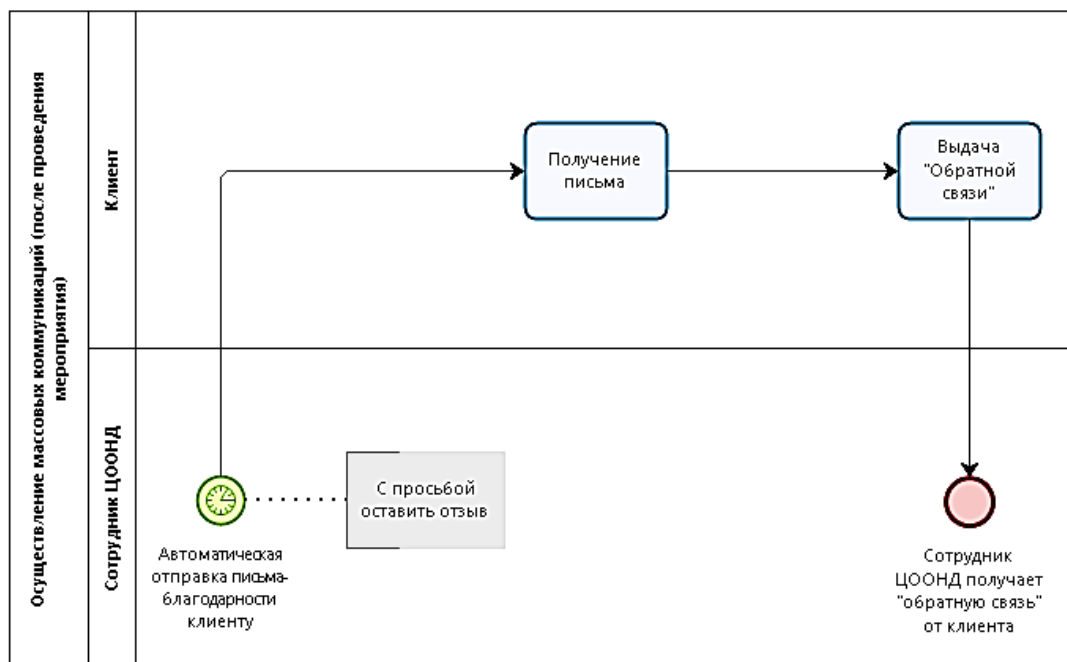 Осуществление массовых коммуникаций (после проведения
мероприятия)
Клиент
Получение
письма
Выдача
"Обратной
связи"
Сотрудник ЦООНД
С просьбой
оставить отзыв
Автоматическая
отправка письма-
благодарности
клиенту
Сотрудник
ЦООНД получает
"обратную связь"
от клиента